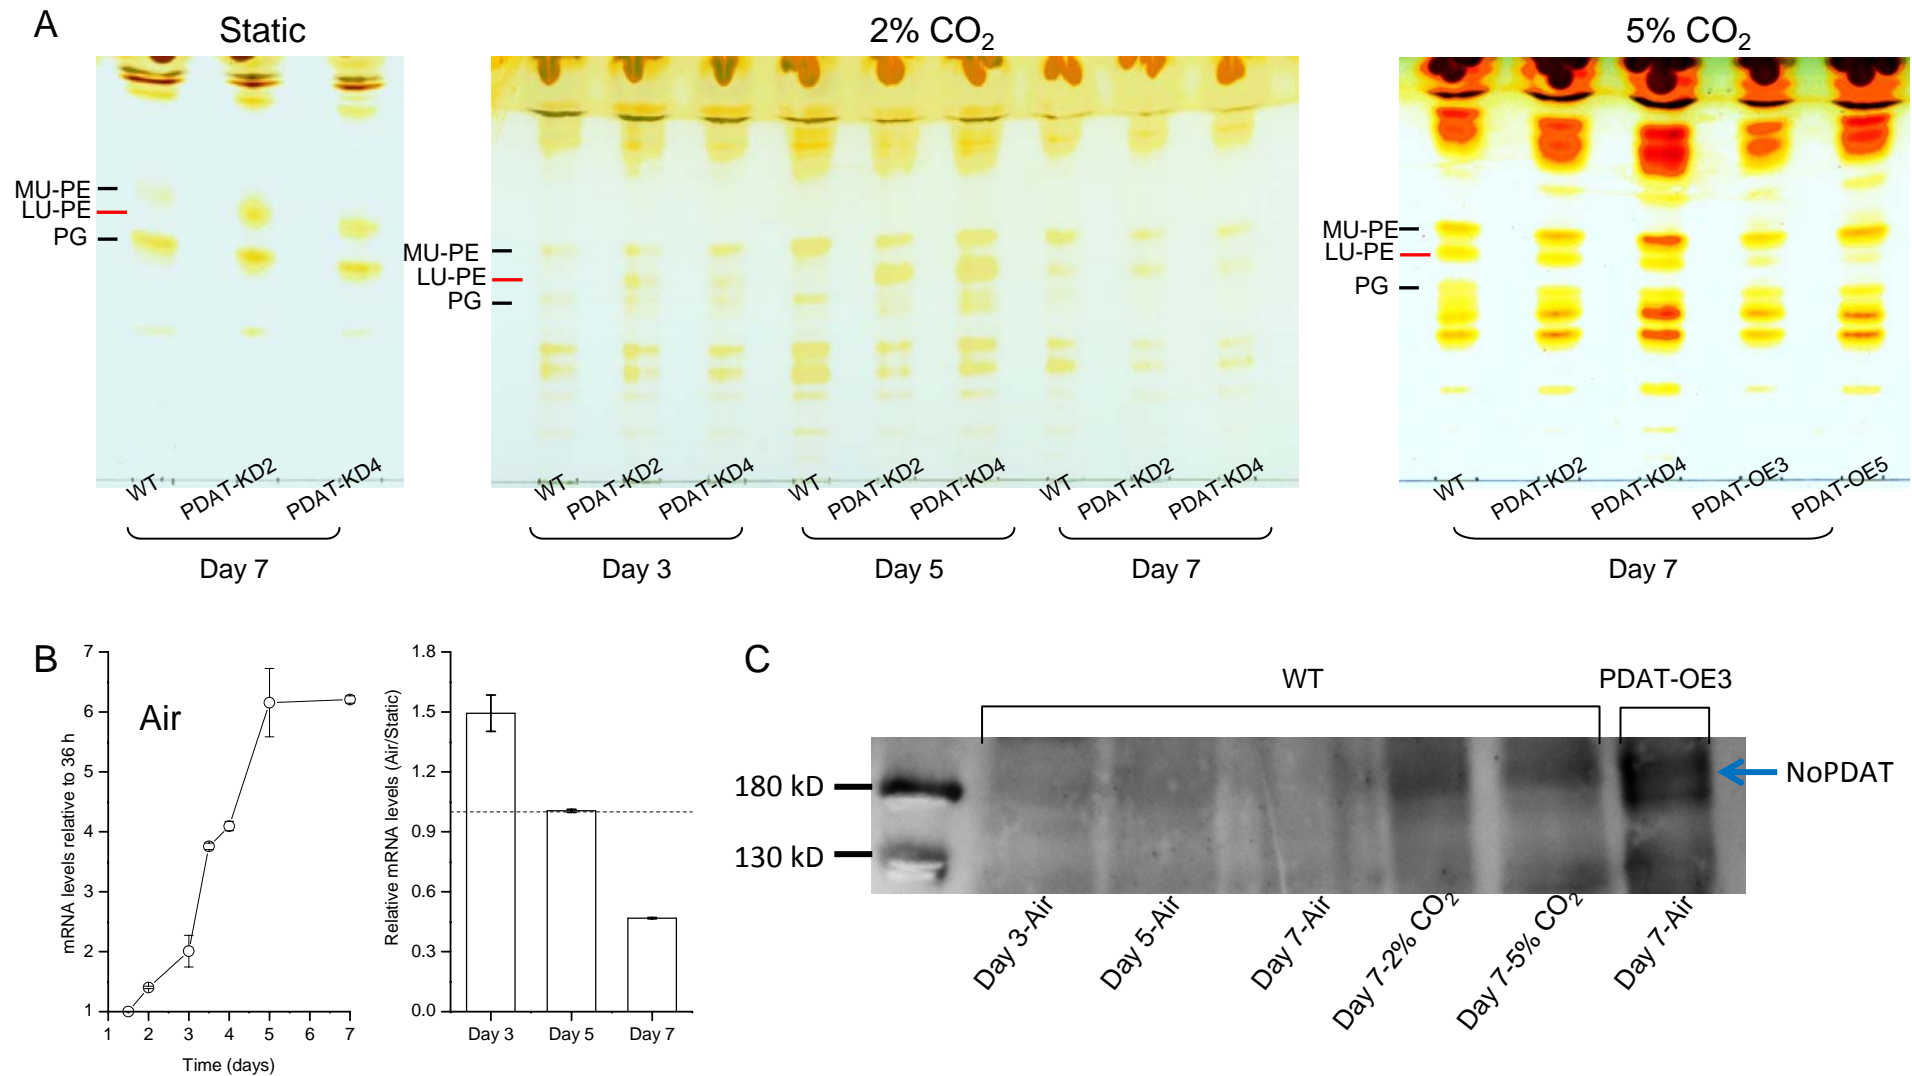 A
Static
2% CO2
5% CO2
MU-PE
LU-PE
PG
MU-PE
LU-PE
PG
MU-PE
LU-PE
PG
WT PDAT-KD2 PDAT-KD4
WT PDAT-KD2 PDAT-KD4 WT PDAT-KD2 PDAT-KD4 WT PDAT-KD2 PDAT-KD4
WT PDAT-KD2 PDAT-KD4 PDAT-OE3 PDAT-OE5
Day 7
Day 3 Day 5 Day 7
Day 7
B
mRNA levels relative to 36 h
7
6
5
4
3
2
1
Air
1 2 3 4 5 6 7
Time (days)
Relative mRNA levels (Air/Static)
1.8
1.5
1.2
0.9
0.6
0.3
0.0
Day 3 Day 5 Day 7
C
WT
PDAT-OE3
180 kD
130 kD
NoPDAT
Day 3-Air
Day 5-Air
Day 7-Air
Day 7-2% CO2
Day 7-5% CO2
Day 7-Air